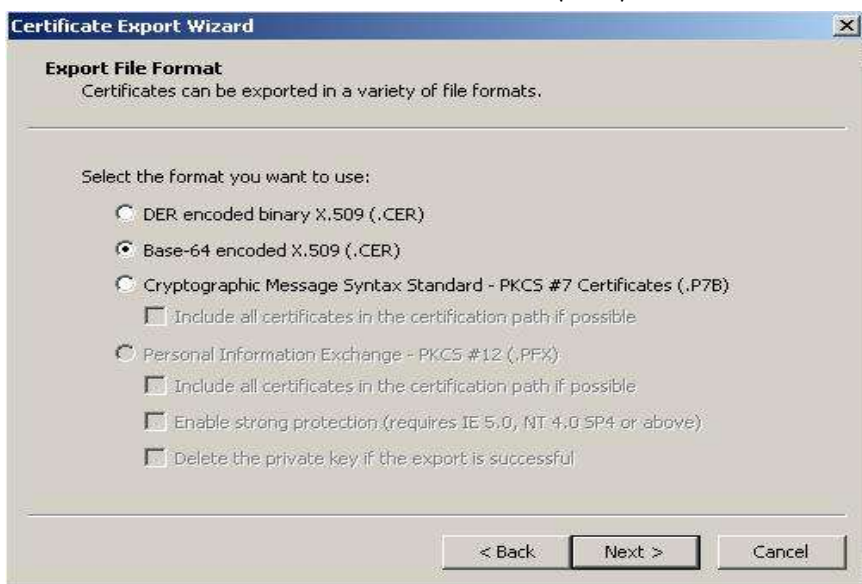 Certificate Export Wizard
Export File Format
Certificates can be exported in a variety of file formats.
Select the format you want to use:
DER encoded binary X.509 (.CER)
Base-64 encoded X.509 (.CER)
Cryptographic Message Syntax Standard - PKCS #7 Certificates (.P7B)
Include all certificates in the certification path if possible
Personal Information Exchange - PKCS #12 (.PFX)
Include all certificates in the certification path if possible
Enable strong protection (requires IE 5.0, NT 4.0 SP4 or above)
Delete the private key if the export is successful
< Back Next > Cancel